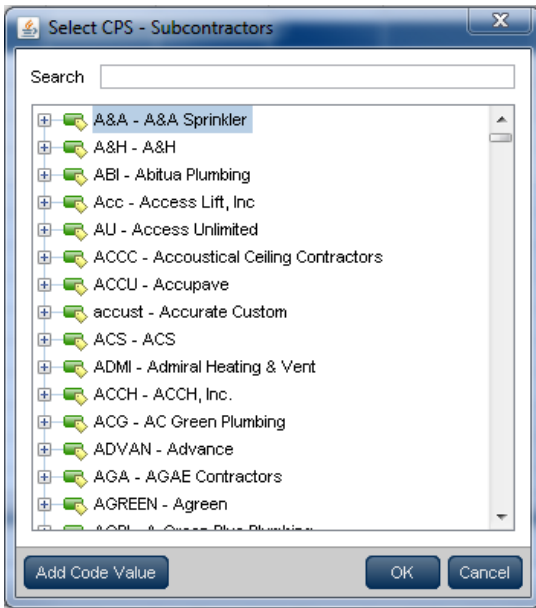 Select CPS - Subcontractors
Search
A&A - A&A Sprinkler
A&H - A&H
ABI - Abitua Plumbing
Acc - Access Lift, Inc
AU - Access Unlimited
ACCC - Accoustical Ceiling Contractors
ACCU - Accupave
accust - Accurate Custom
ACS - ACS
ADMI - Admiral Heating & Vent
ACCH - ACCH, Inc.
ACG - AC Green Plumbing
ADVAN - Advance
AGA - AGAE Contractors
AGREEN - Agreen
Add Code Value OK Cancel